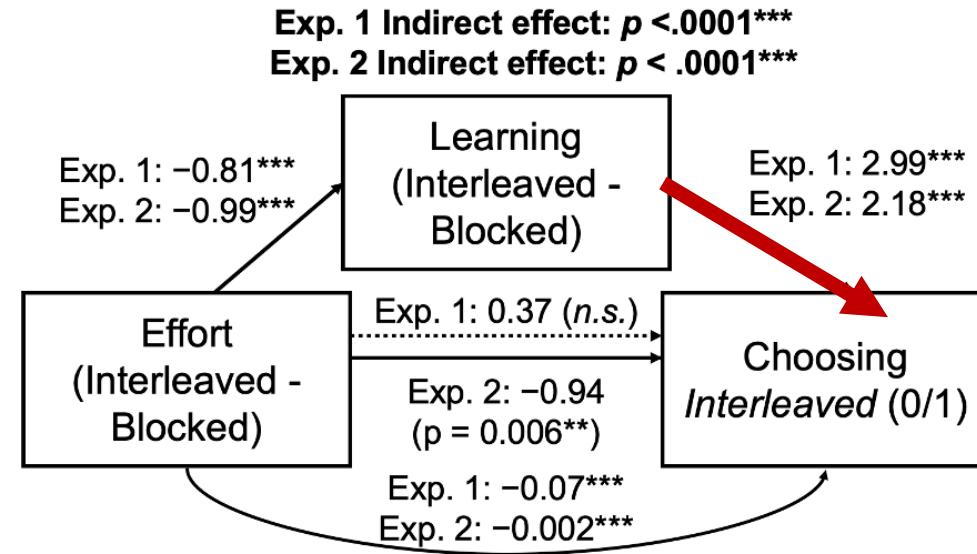 Exp. 1 Indirect effect: p <.0001***
Exp. 2 Indirect effect: p < .0001***
Learning
(Interleaved -
Blocked)
Exp. 1: −0.81***
Exp. 2: −0.99***
Exp. 1: 2.99***
Exp. 2: 2.18***
Effort
(Interleaved -
Blocked)
Exp. 1: 0.37 (n.s.)
Exp. 2: −0.94
(p = 0.006**)
Choosing
Interleaved (0/1)
Exp. 1: −0.07***
Exp. 2: −0.002***